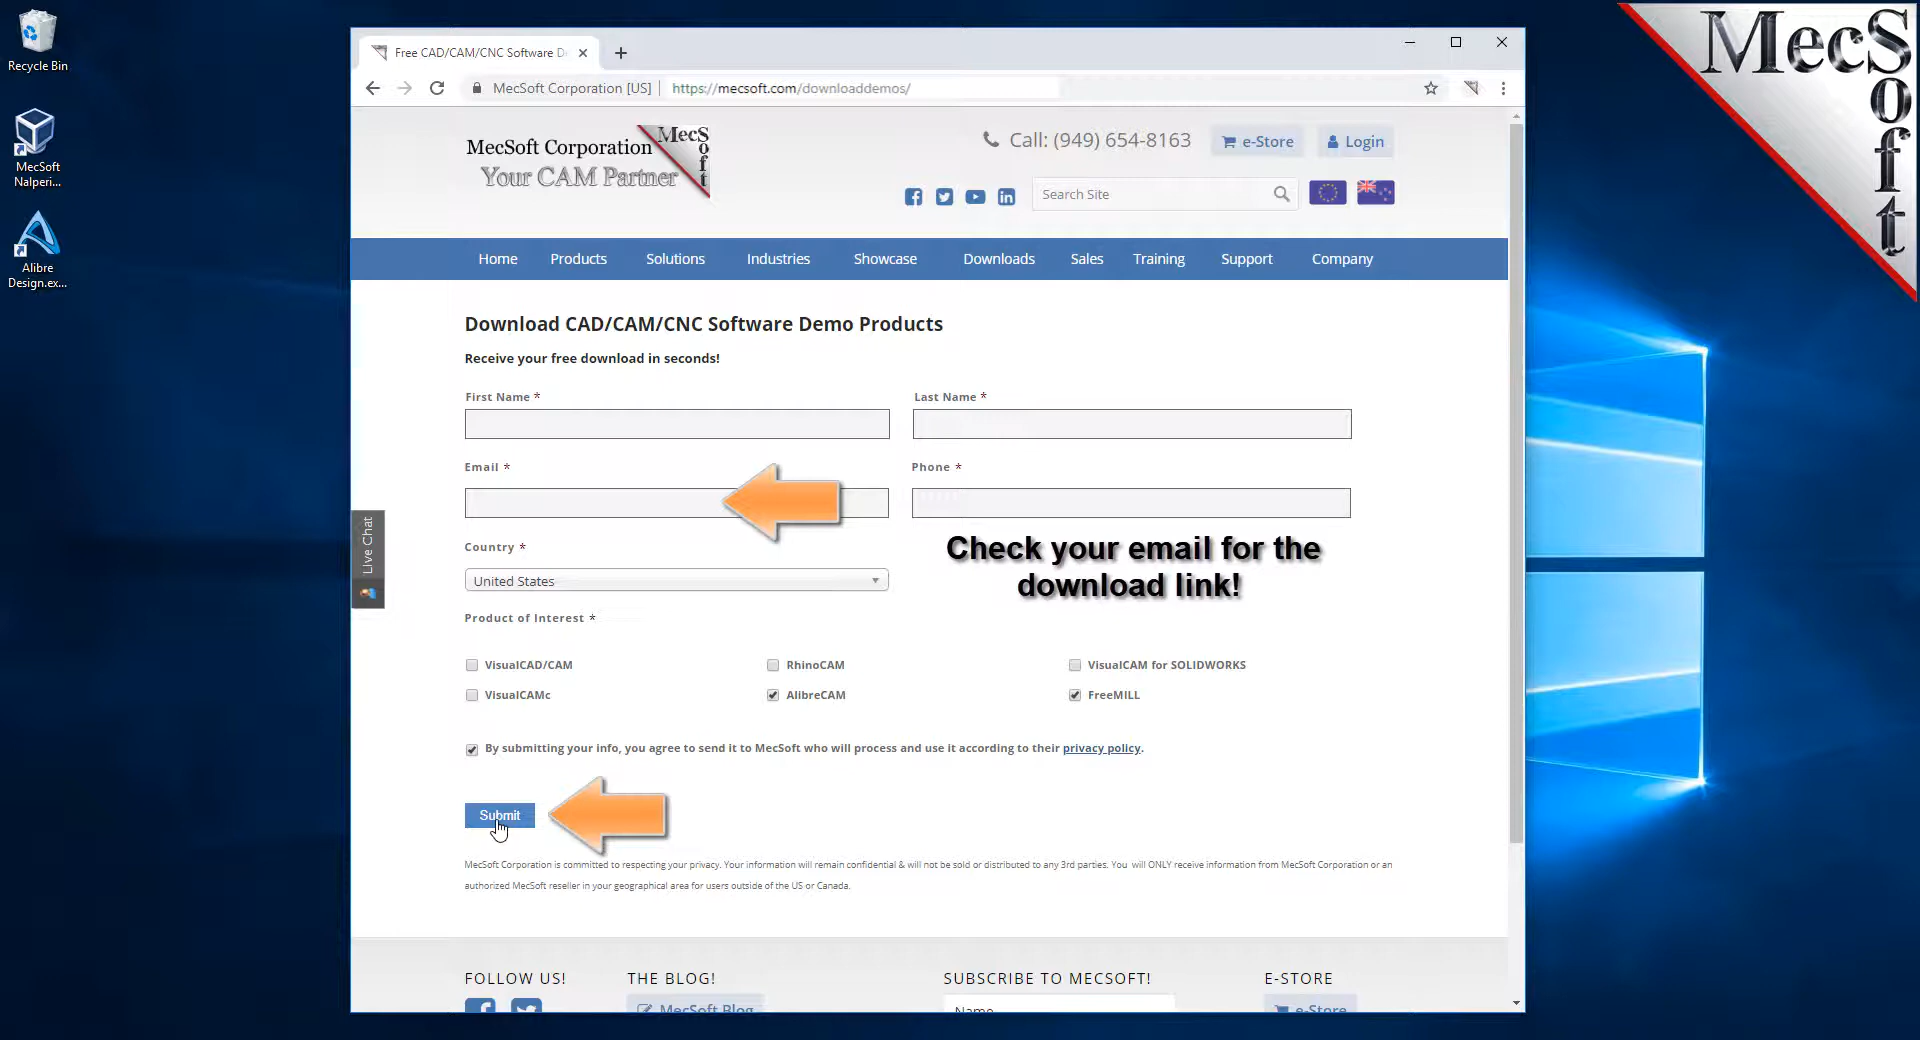 Recycle Bin
MecSoft
Nalperi...
Alibre
Design.ex...
Free CAD/CAM/CNC Software D
MecSoft Corporation [US]
https://mecsoft.com/downloaddemos/
MecSoft
MecSoft Corporation
Your CAM Partner
MecSoft
Call: (949) 654-8163
e-Store
Login
Search Site
Home
Products
Solutions
Industries
Showcase
Downloads
Sales
Training
Support
Company
Download CAD/CAM/CNC Software Demo Products
Receive your free download in seconds!
First Name *
Last Name *
Email *
Phone *
Live Chat
Country *
United States
Check your email for the
download link!
Product of Interest *
VisualCAD/CAM
RhinoCAM
VisualCAM for SOLIDWORKS
VisualCAMc
AlibreCAM
FreeMILL
By submitting your info, you agree to send it to MecSoft who will process and use it according to their privacy policy.
Submit
MecSoft Corporation is committed to respecting your privacy. Your information will remain confidential & will not be sold or distributed to any 3rd parties. You will ONLY receive information from MecSoft Corporation or an
authorized MecSoft reseller in your geographical area for users outside of the US or Canada.
FOLLOW US!
THE BLOG!
SUBSCRIBE TO MECSOFT!
E-STORE
MecSoft Blog
Name
e-Store